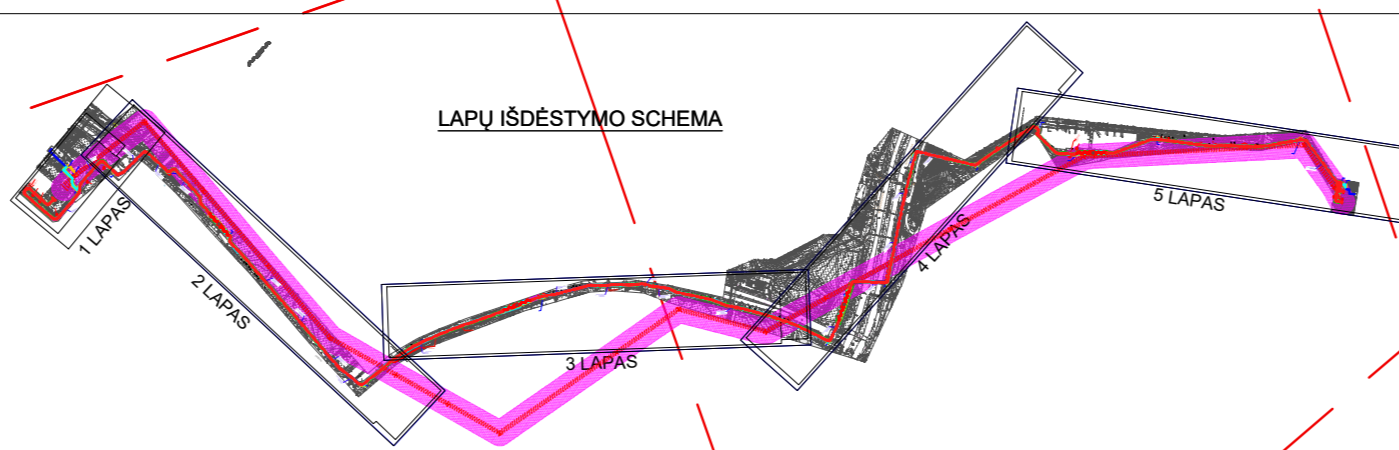 LAPŲ IŠDĖSTYMO SCHEMA
1 LAPAS
2 LAPAS
3 LAPAS
4 LAPAS
5 LAPAS